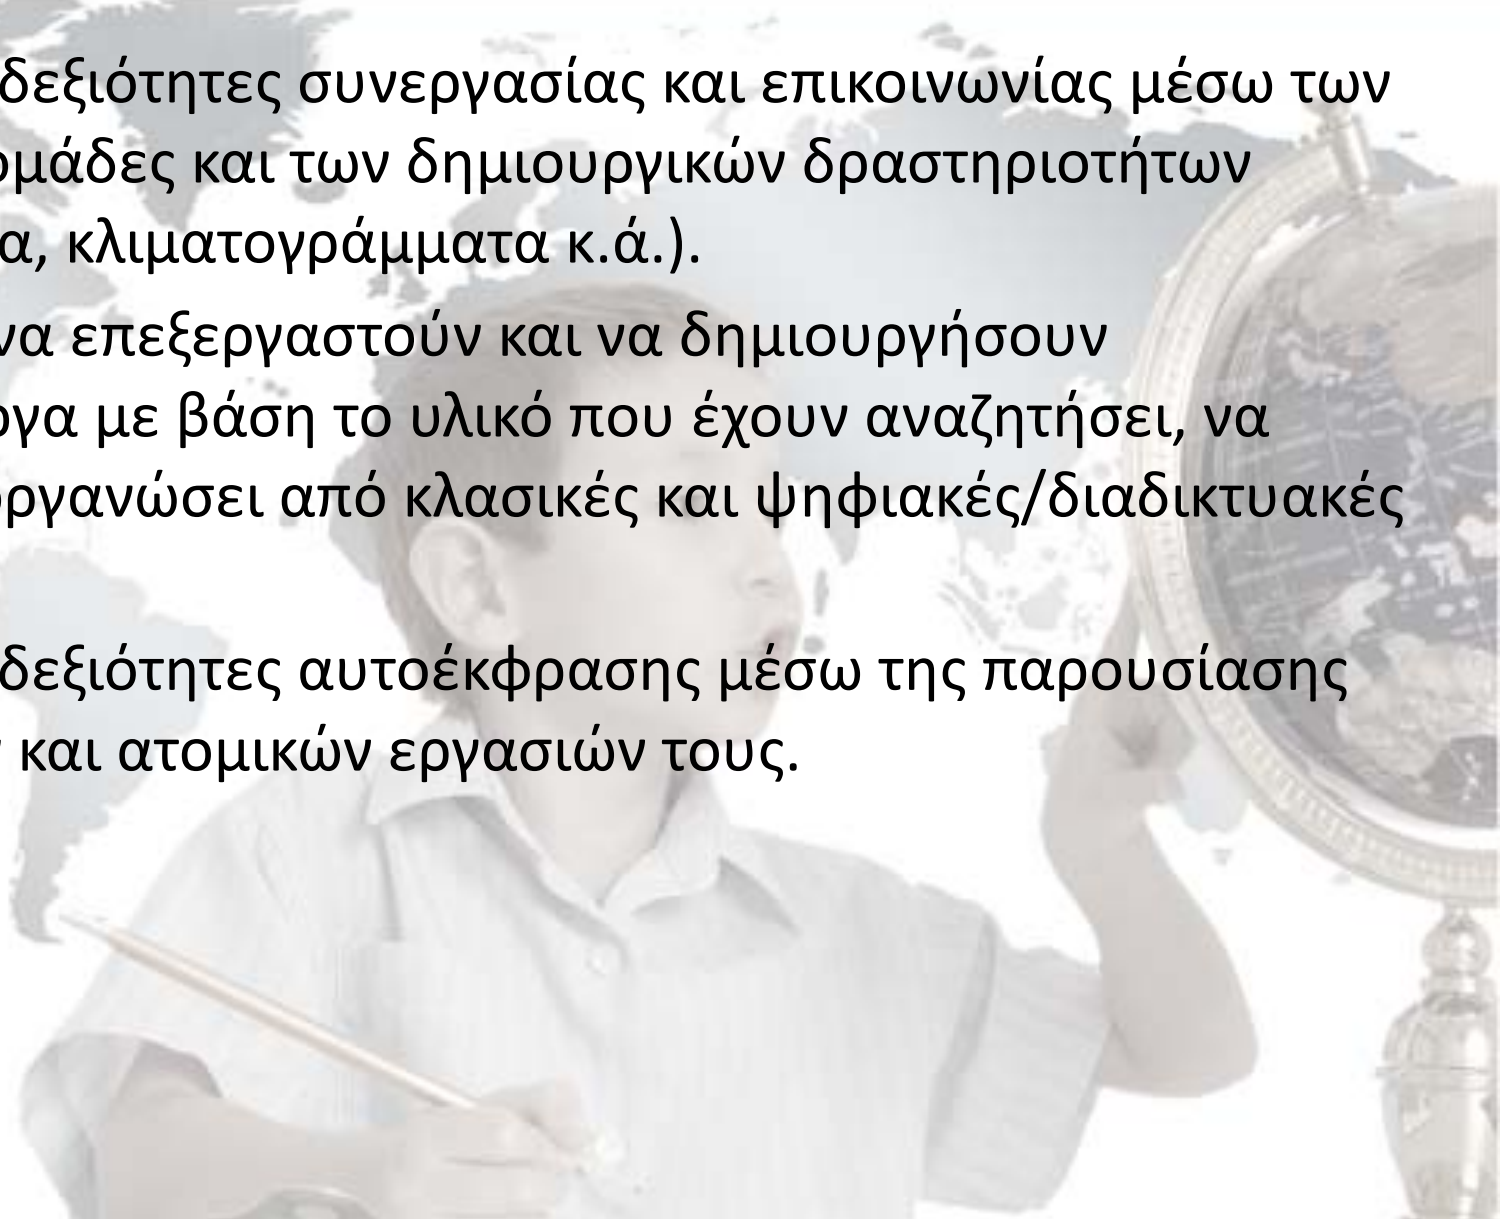 δεξιότητες συνεργασίας και επικοινωνίας μέσω των
ομάδες και των δημιουργικών δραστηριοτήτων
α, κλιματογράμματα κ.ά.).
να επεξεργαστούν και να δημιουργήσουν
με βάση το υλικό που έχουν αναζητήσει, να
από κλασικές και ψηφιακές/διαδικτυακές
δεξιότητες αυτοέκφρασης μέσω της παρουσίασης
και ατομικών εργασιών τους.